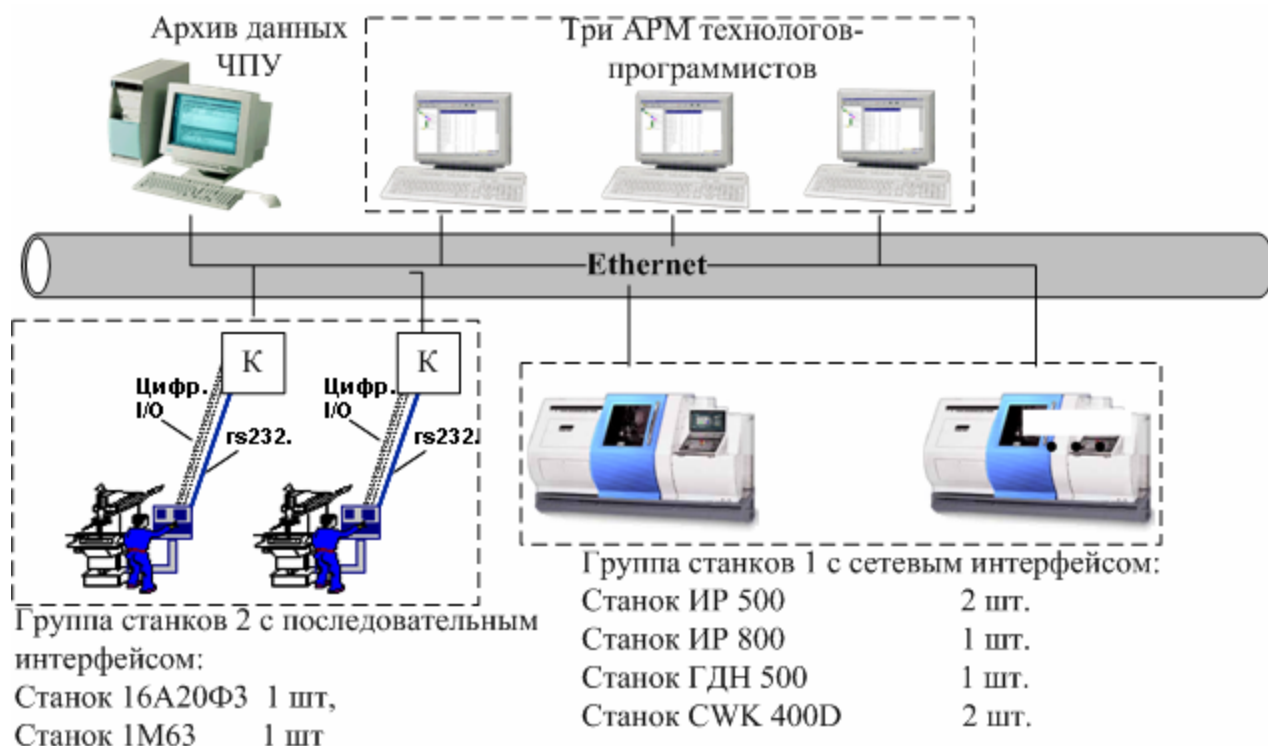 Архив данных
ЧПУ
Три АРМ технологов-
программистов
Ethernet
К
К
Цифр.
I/O
rs232.
Цифр.
I/O
rs232.
Группа станков 2 с последовательным
интерфейсом:
Станок 16А20Ф3 1 шт,
Станок 1М63 1 шт
Группа станков 1 с сетевым интерфейсом:
Станок ИР 500 2 шт.
Станок ИР 800 1 шт.
Станок ГДН 500 1 шт.
Станок CWK 400D 2 шт.